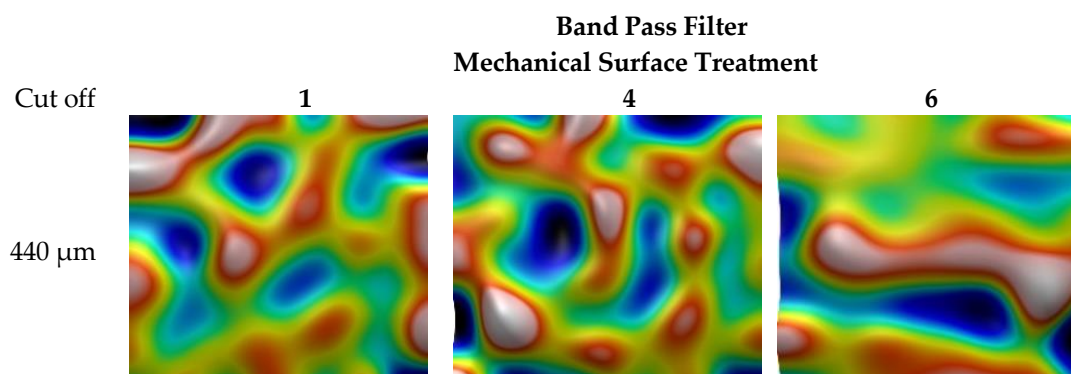 Band Pass Filter
Mechanical Surface Treatment
Cut off 1 4 6
440 µm